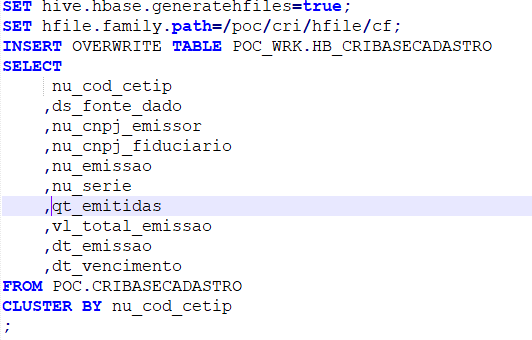 SET hive.hbase.generatehfiles=true;
SET hfile.family.path=/poc/cri/hfile/cf;
INSERT OVERWRITE TABLE POC_WRK.HB_CRIBASECADASTRO
SELECT
nu_cod_cetip
,ds_fonte_dado
,nu_cnpj_emissor
,nu_cnpj_fiduciario
,nu_emissao
,nu_serie
,qt_emitidas
,vl_total_emissao
,dt_emissao
,dt_vencimento
FROM POC.CRIBASECADASTRO
CLUSTER BY nu_cod_cetip
;